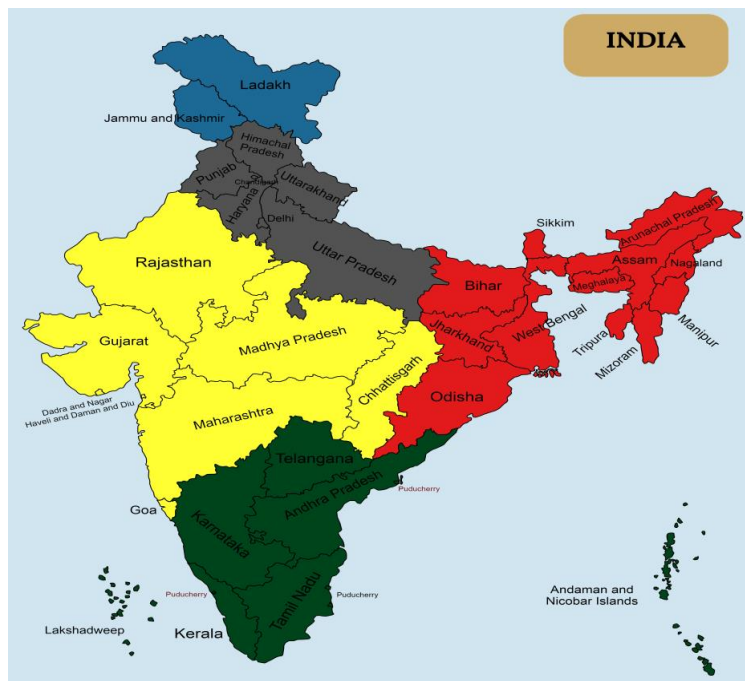 INDIA
Ladakh
Jammu and Kashmir
Himachal
Pradesh
Punjab
Chandigarh
Uttarakhand
Haryana
Delhi
Uttar Pradesh
Rajasthan
Sikkim
Arunachal Pradesh
Assam
Nagaland
Meghalaya
Manipur
Tripura
Mizoram
Bihar
Jharkhand
West Bengal
Gujarat
Madhya Pradesh
Chhattisgarh
Odisha
Dadra and Nagar
Haveli and Daman and Diu
Maharashtra
Telangana
Andhra Pradesh
Puducherry
Goa
Karnataka
Puducherry
Tamil Nadu
Puducherry
Kerala
Lakshadweep
Andaman and
Nicobar Islands